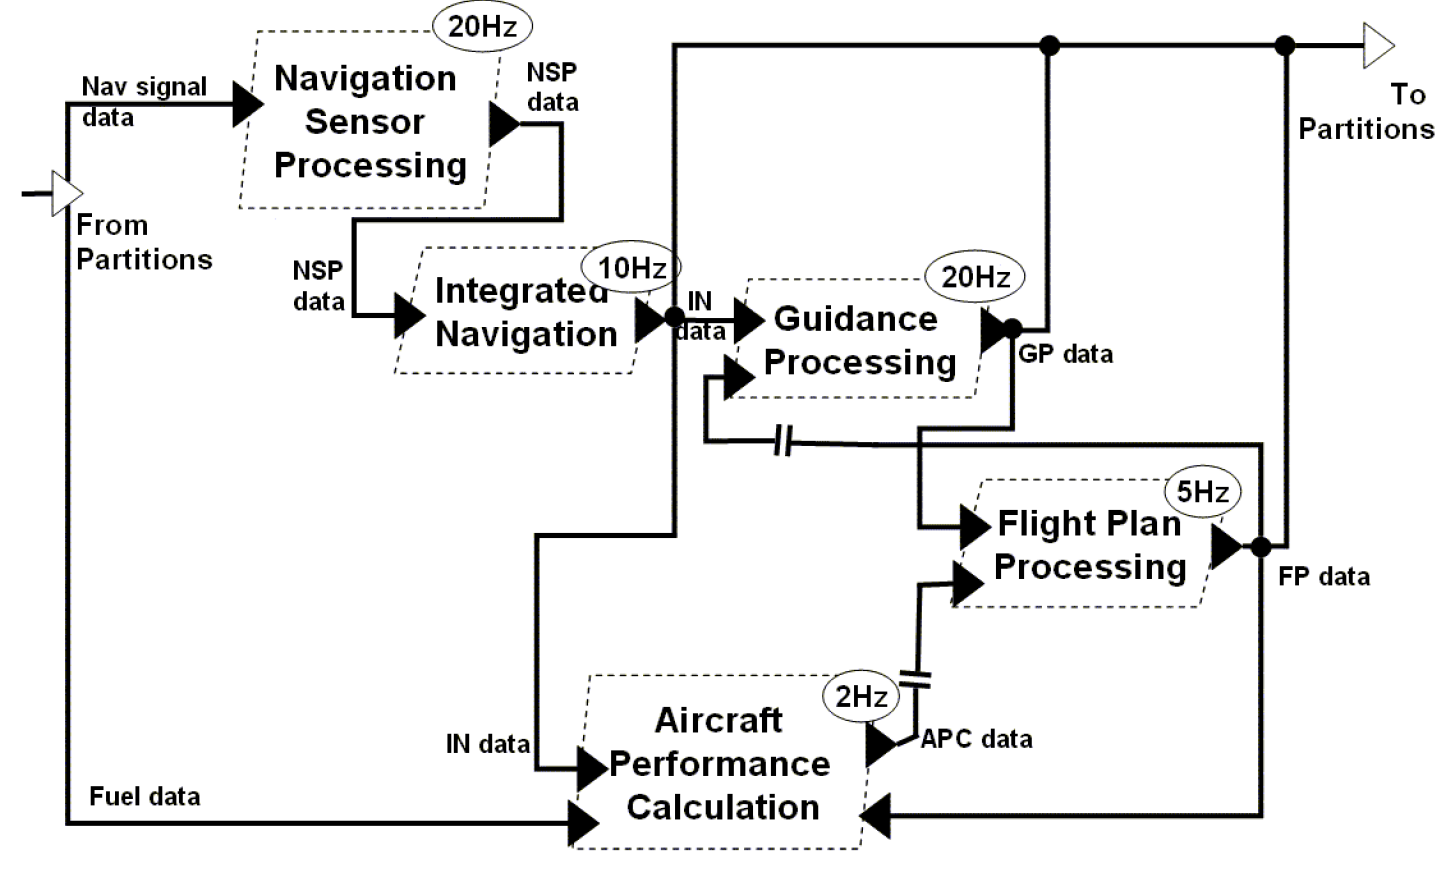 20Hz
Navigation
Sensor
Processing
Nav signal
data
NSP
data
To
Partitions
From
Partitions
NSP
data
10Hz
Integrated
Navigation
IN
data
20Hz
Guidance
Processing
GP data
5Hz
Flight Plan
Processing
FP data
2Hz
Aircraft
Performance
Calculation
APC data
IN data
Fuel data